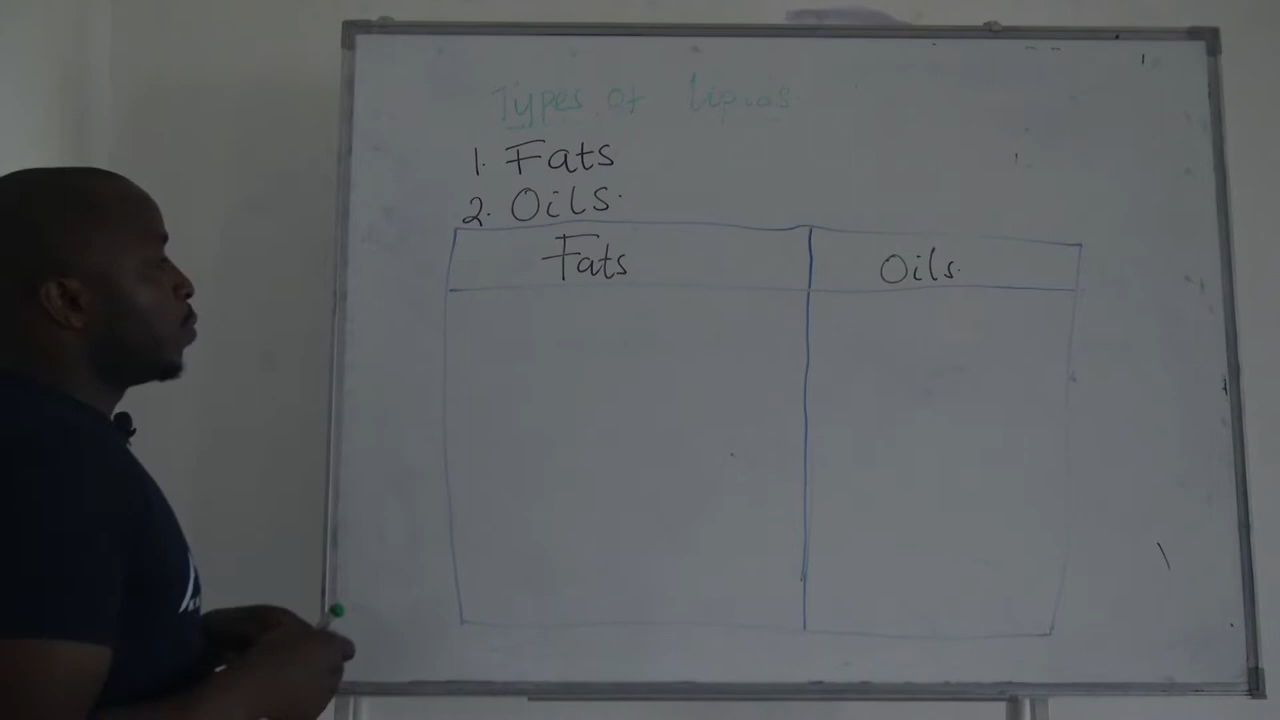 Types of Lipids
1. Fats
2. Oils.
Fats Oils.